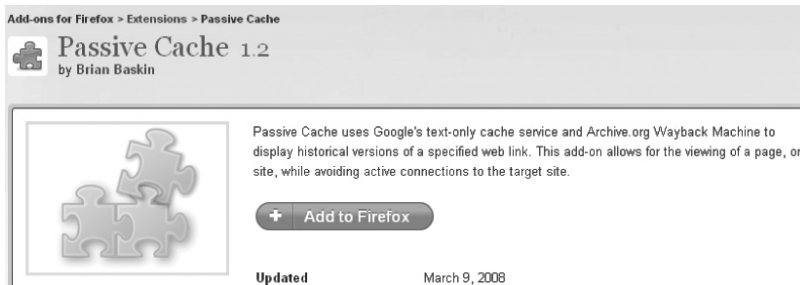 Add-ons for Firefox > Extensions > Passive Cache
Passive Cache 1.2
by Brian Baskin
Passive Cache uses Google's text-only cache service and Archive.org Wayback Machine to
display historical versions of a specified web link. This add-on allows for the viewing of a page, or
site, while avoiding active connections to the target site.
+ Add to Firefox
Updated March 9, 2008